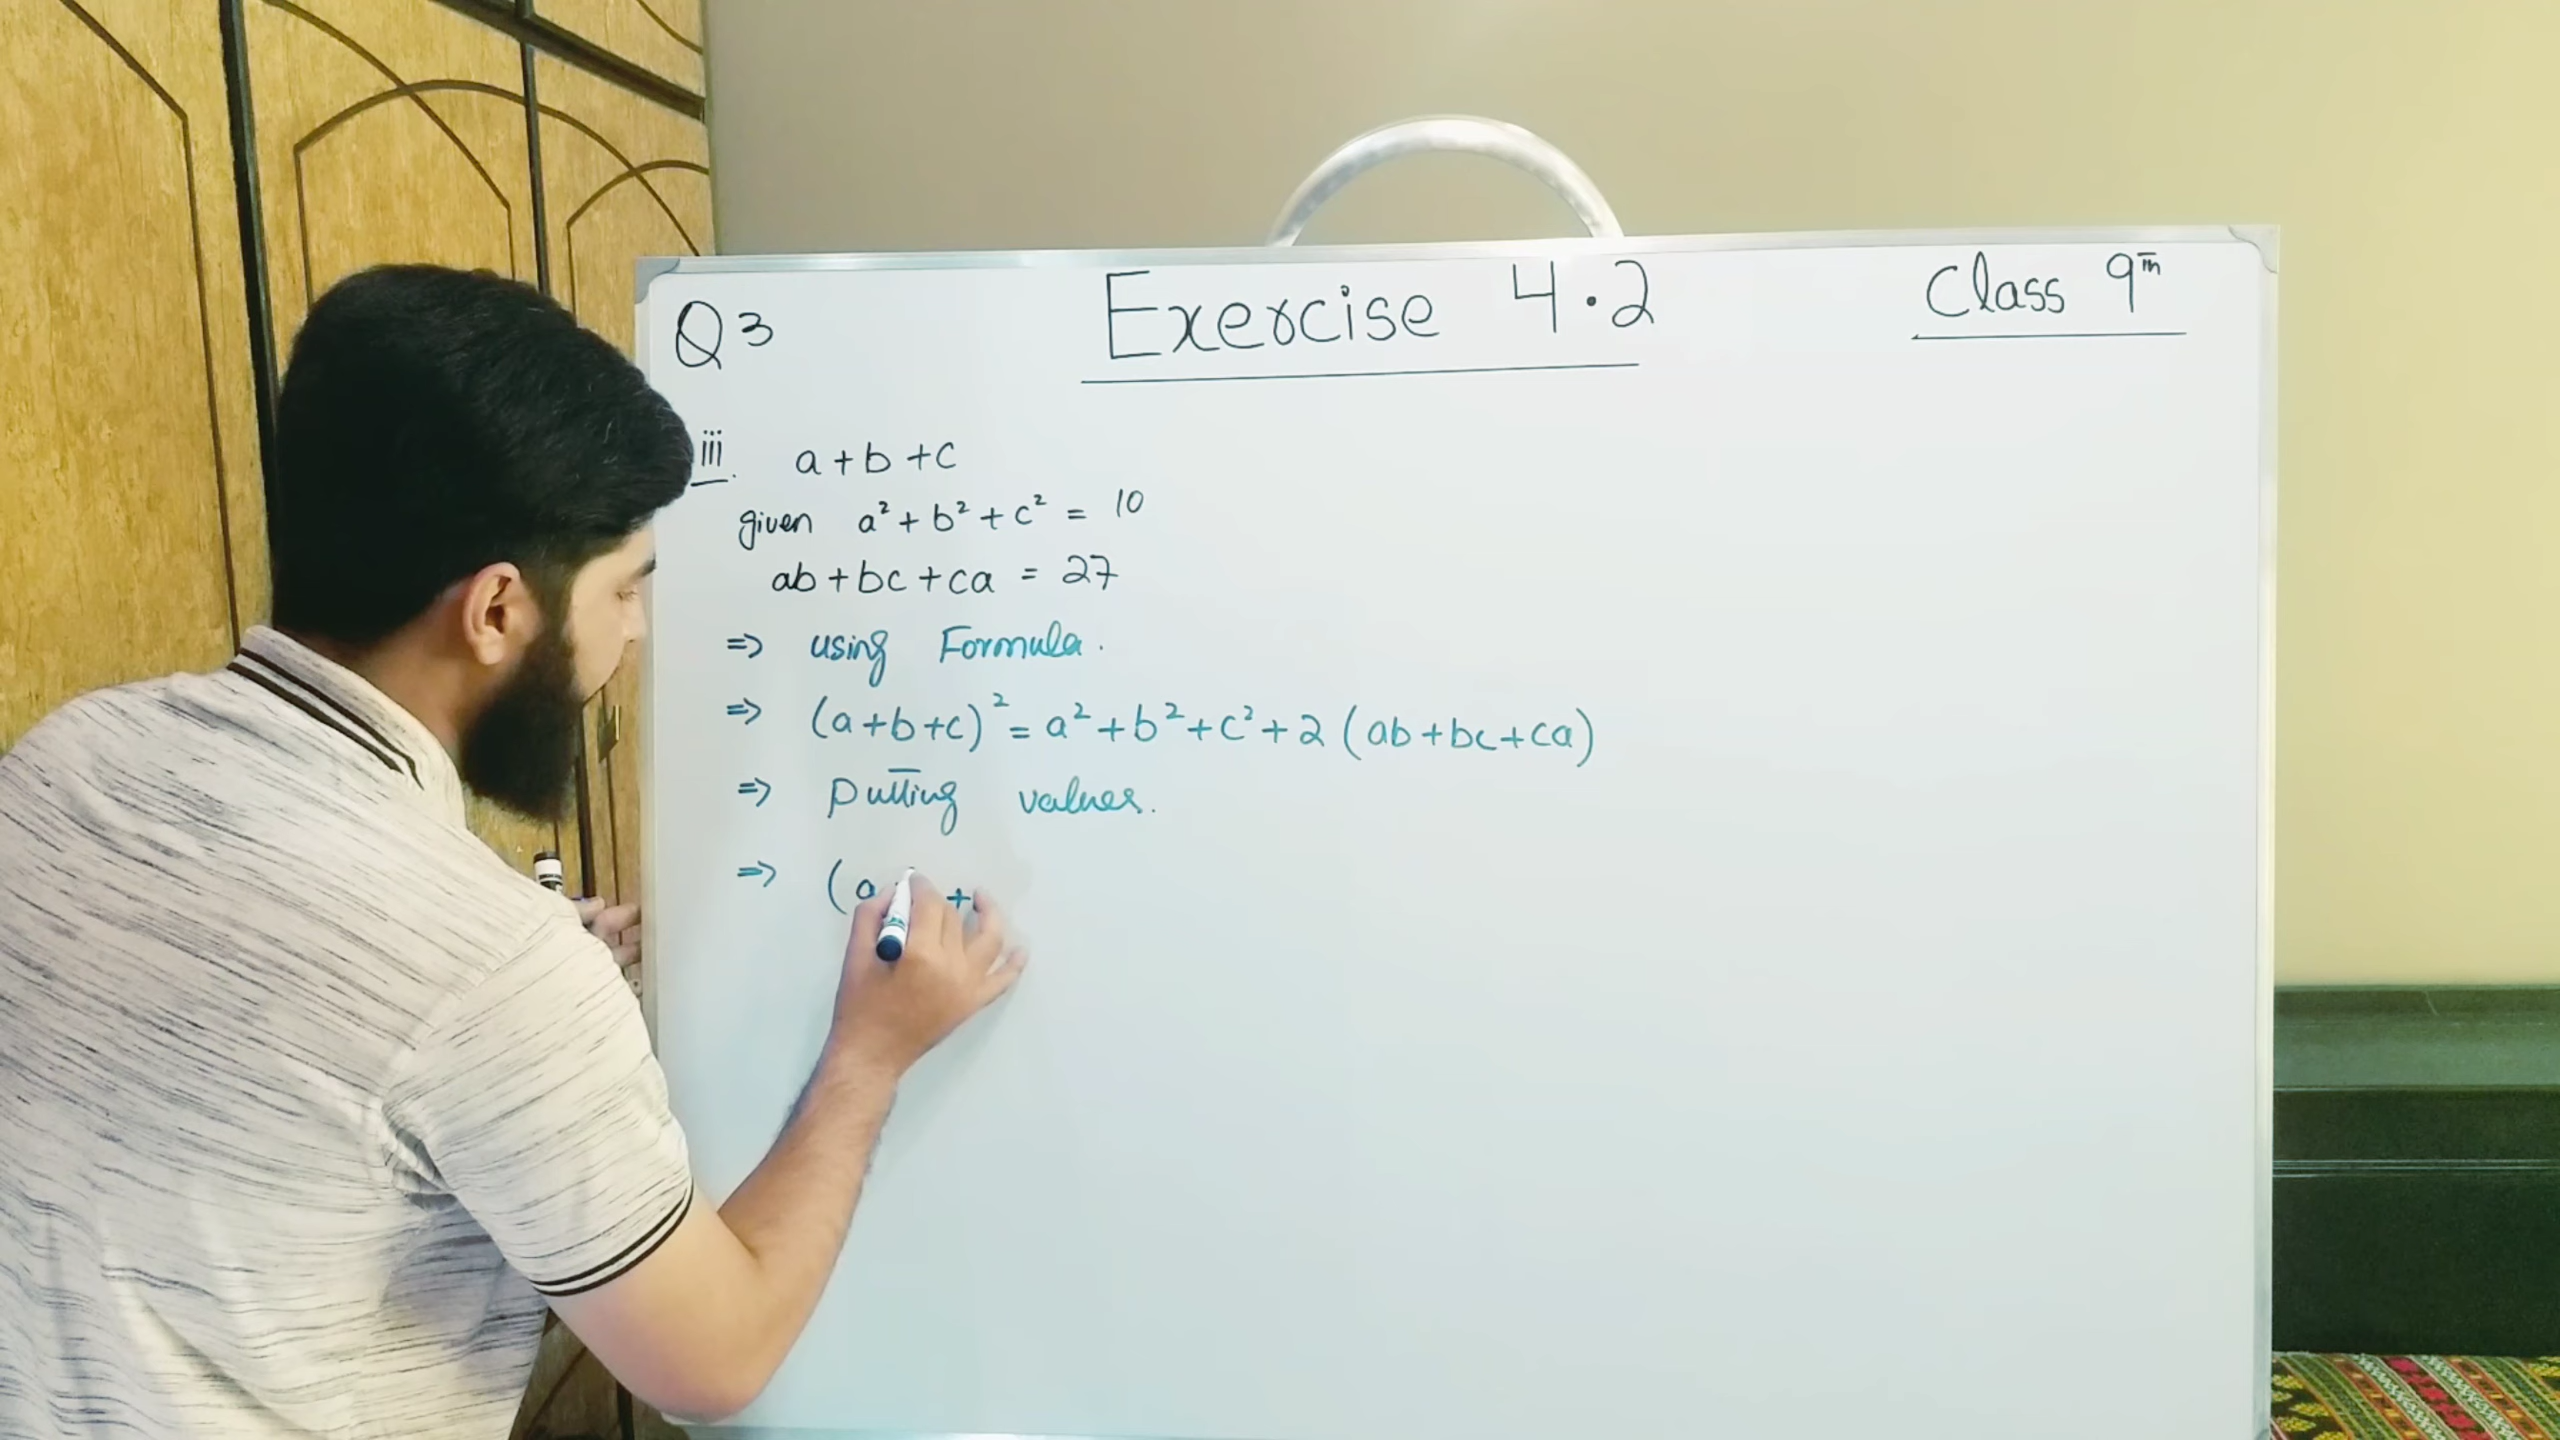 Q3 Exercise 4.2 Class 9th
iii. a+b+c
given a² + b² + c² = 10
ab+bc+ca = 27
=> using Formula.
=> (a+b+c)² = a²+b²+c²+2(ab+bc+ca)
=> Putting values.
=> (a +